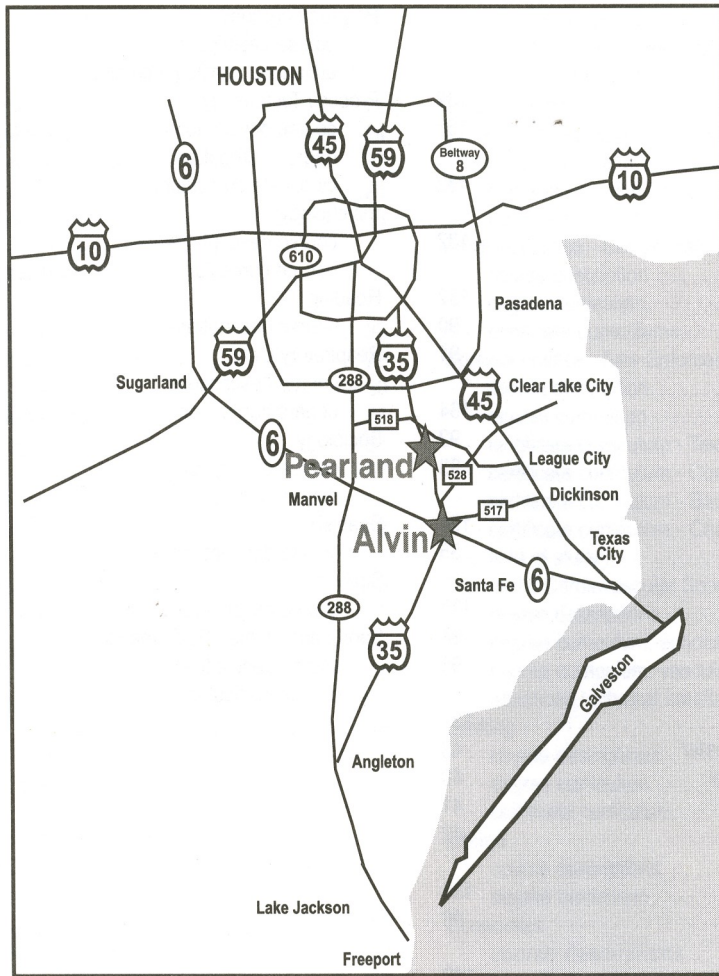 HOUSTON
45
59
6
Beltway
8
10
10
610
Pasadena
59
35
Sugarland
288
45
Clear Lake City
518
6
Pearland
League City
528
Manvel
Dickinson
517
Alvin
Texas
City
Santa Fe
6
288
35
Galveston
Angleton
Lake Jackson
Freeport